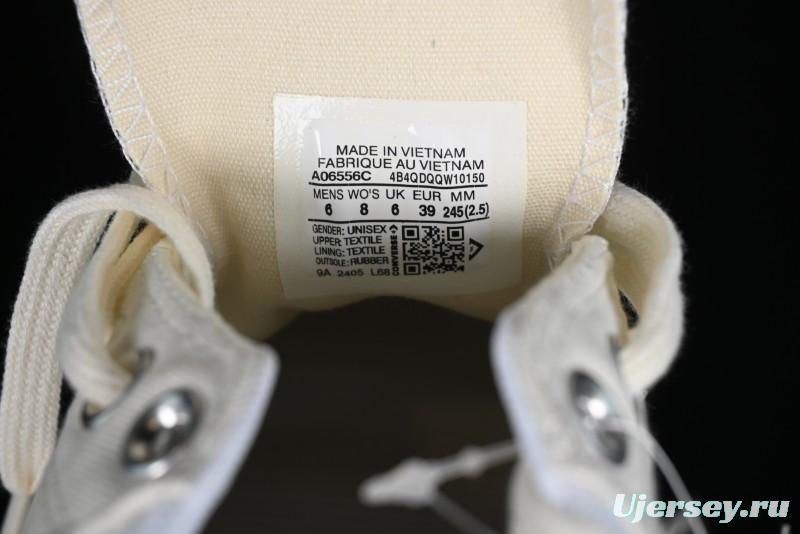 MADE IN VIETNAM
FABRIQUE AU VIETNAM
A06556C 4B4QDQQW10150
MENS WO'S UK EUR MM
6 8 6 39 245(2.5)
GENDER: UNISEX
UPPER: TEXTILE
LINING: TEXTILE
OUTSOLE: RUBBER
9A 2405 L68
CONVERSE
Ujersey.ru